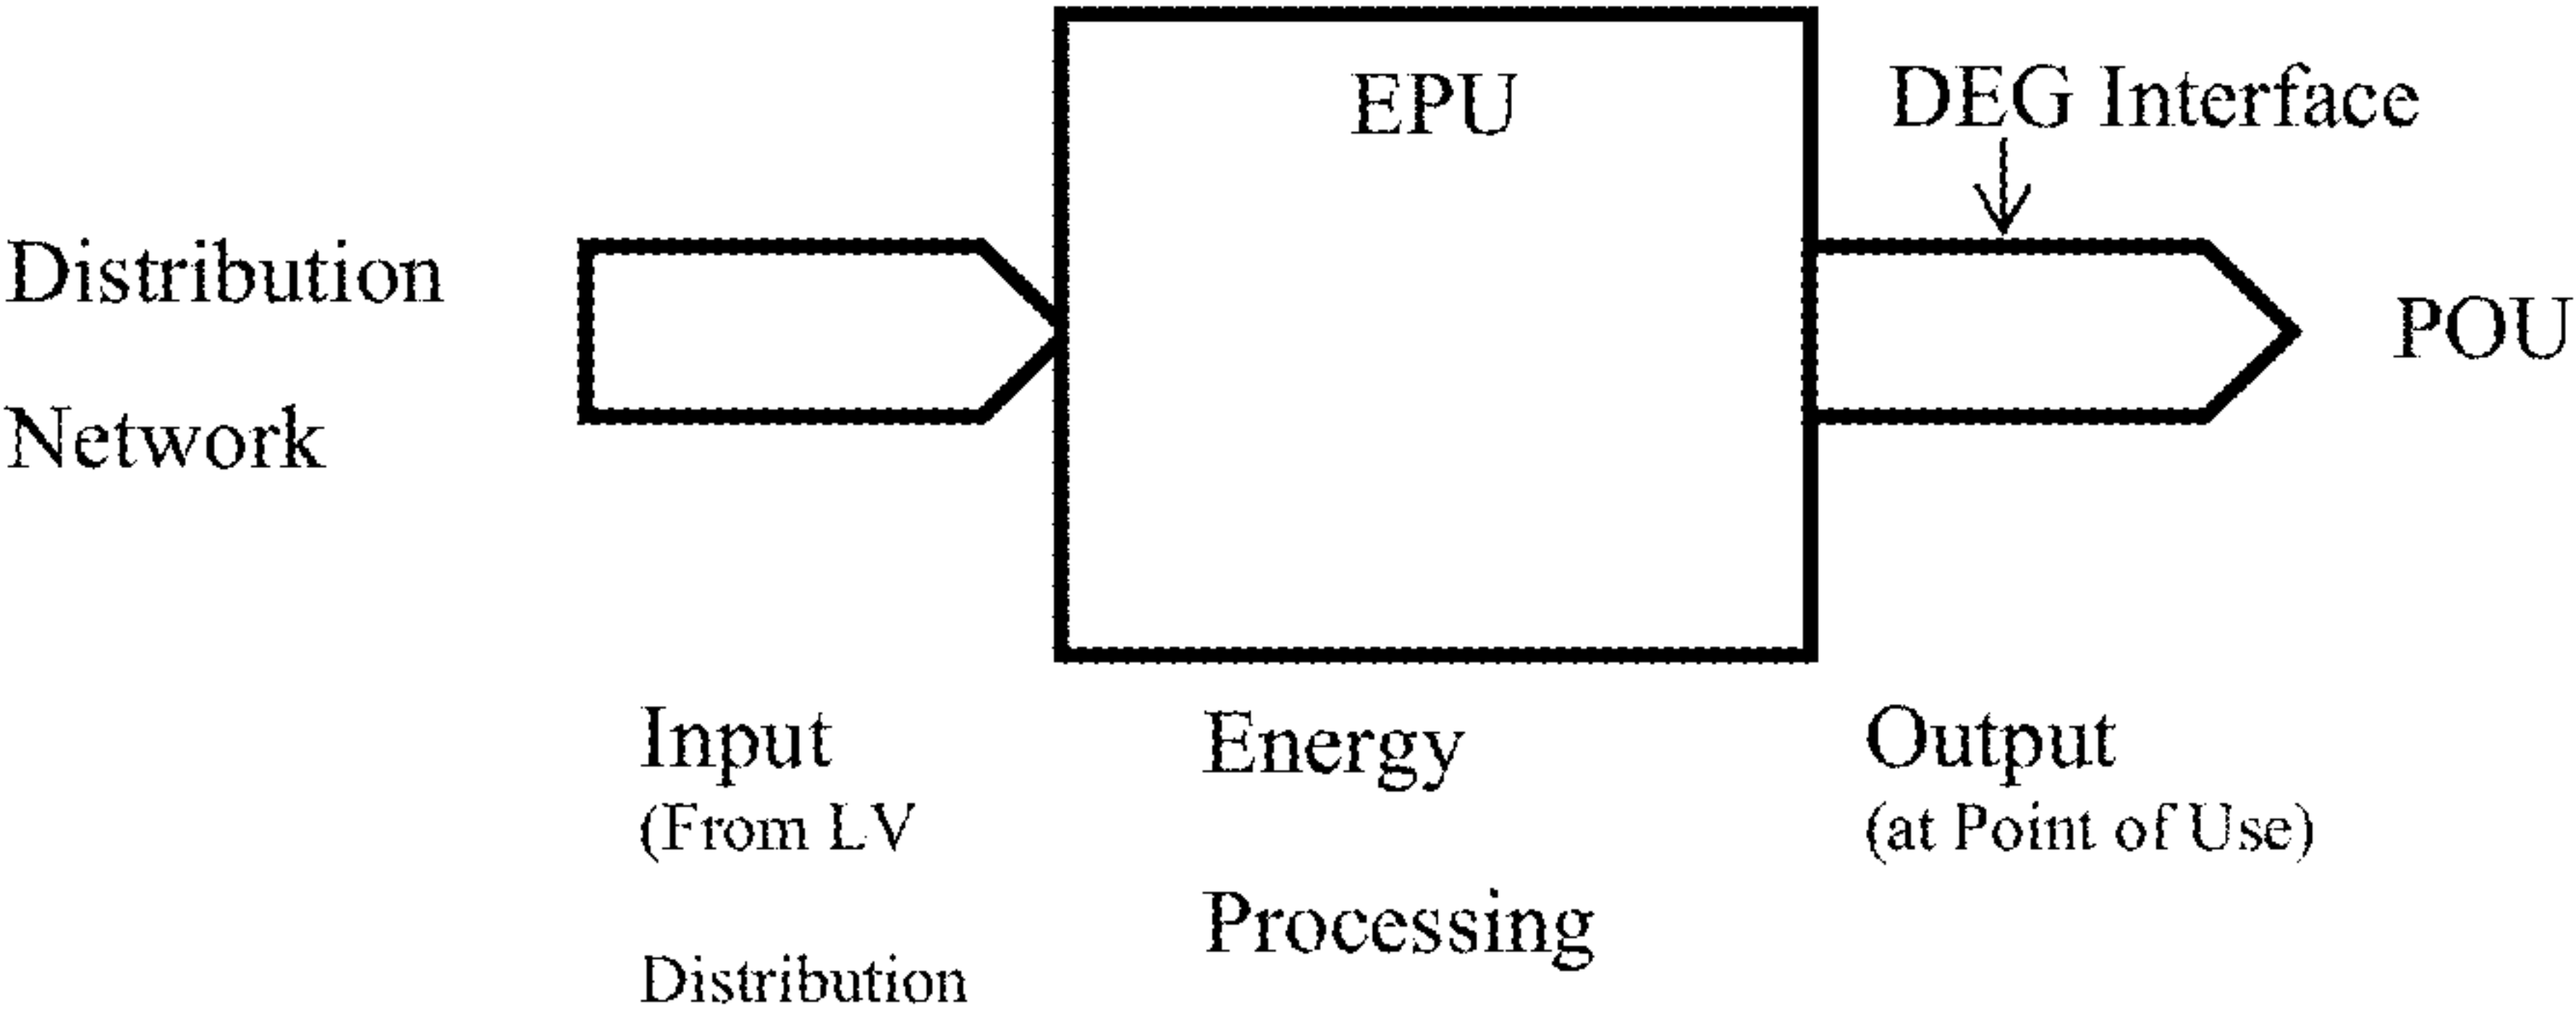 EPU
DEG Interface
Distribution
Network
POU
Input
(From LV
Distribution
Energy
Processing
Output
(at Point of Use)